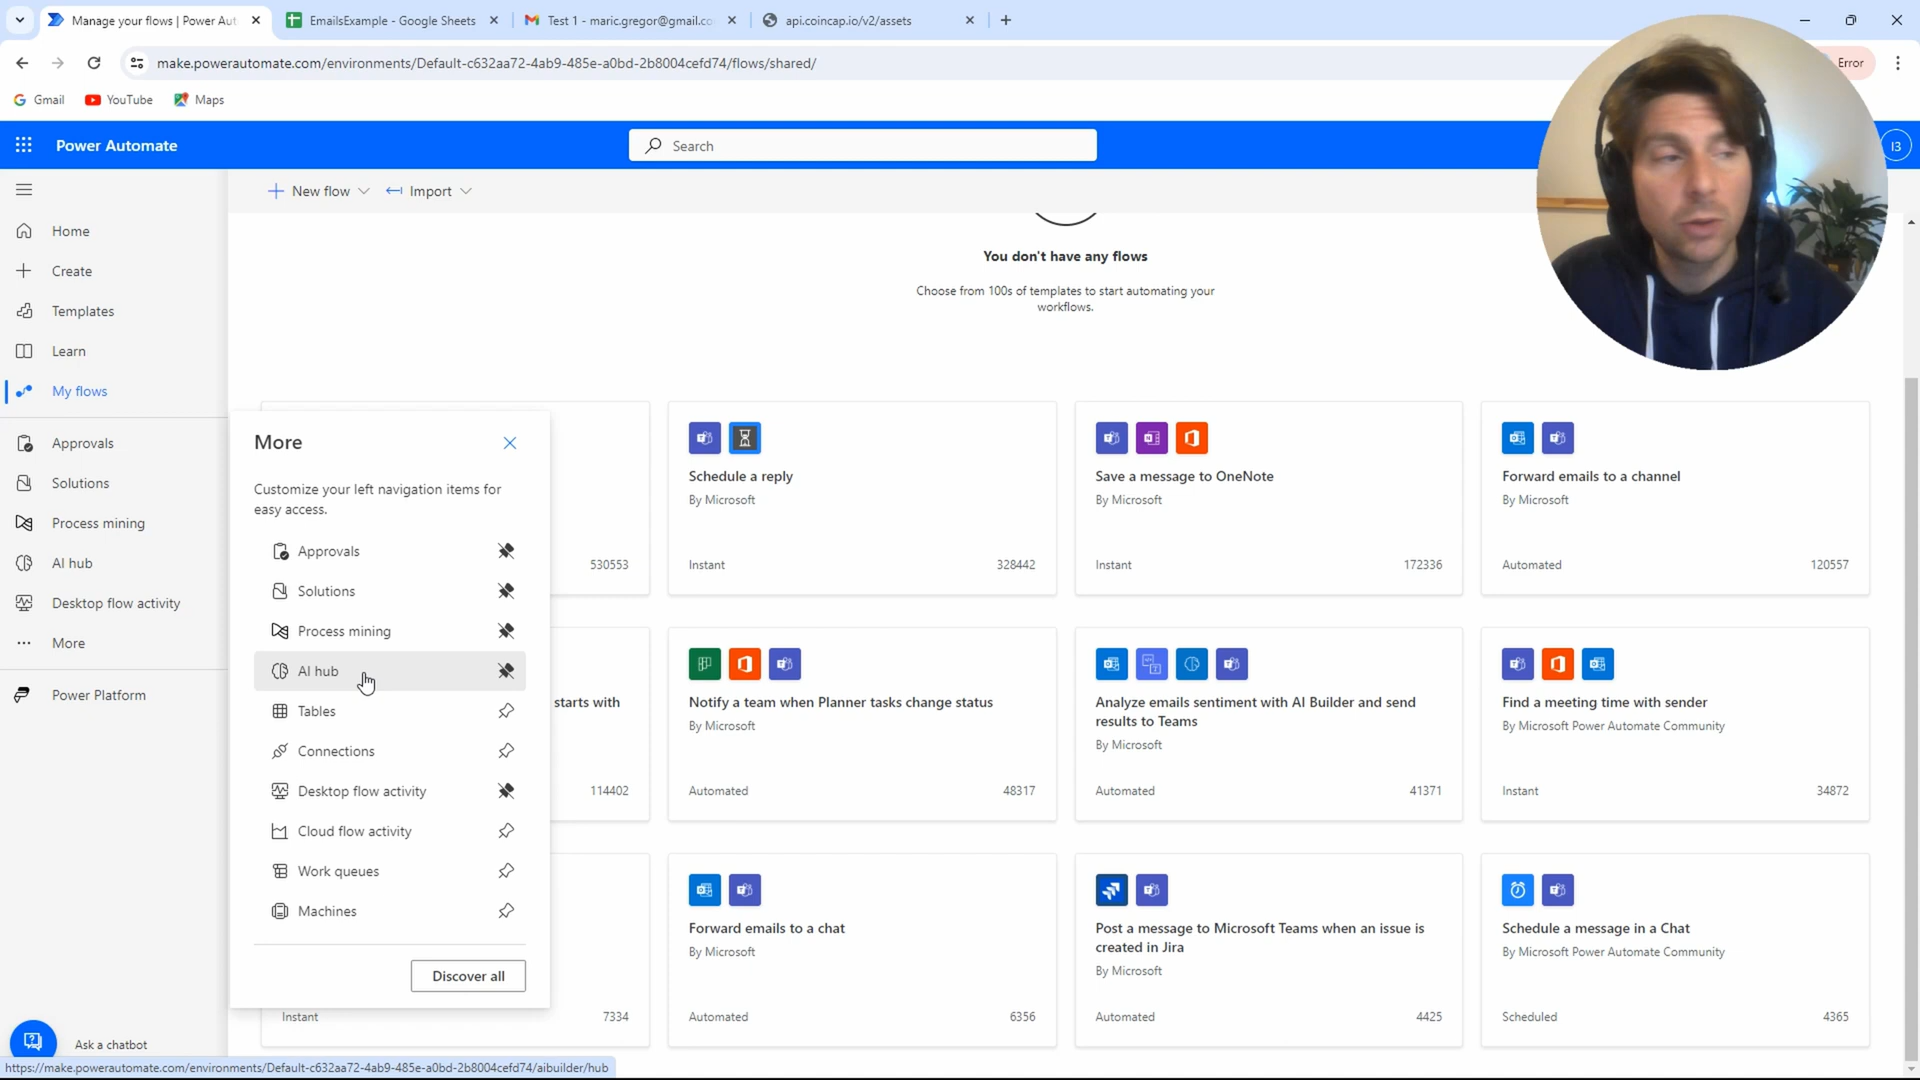 Manage your flows | Power Aut
EmailsExample - Google Sheets
Test 1 - maric.gregor@gmail.co
api.coincap.io/v2/assets
make.powerautomate.com/environments/Default-c632aa72-4ab9-485e-a0bd-2b8004cefd74/flows/shared/
Error
Gmail
YouTube
Maps
Power Automate
Search
I3
New flow
Import
Home
Create
Templates
Learn
My flows
Approvals
Solutions
Process mining
AI hub
Desktop flow activity
More
Power Platform
Ask a chatbot
You don't have any flows
Choose from 100s of templates to start automating your
workflows.
More
Customize your left navigation items for
easy access.
Approvals
Solutions
Process mining
AI hub
Tables
Connections
Desktop flow activity
Cloud flow activity
Work queues
Machines
Discover all
530553
Schedule a reply
By Microsoft
Instant
328442
Save a message to OneNote
By Microsoft
Instant
172336
Forward emails to a channel
By Microsoft
Automated
120557
starts with
114402
Notify a team when Planner tasks change status
By Microsoft
Automated
48317
Analyze emails sentiment with AI Builder and send
results to Teams
By Microsoft
Automated
41371
Find a meeting time with sender
By Microsoft Power Automate Community
Instant
34872
Instant
7334
Forward emails to a chat
By Microsoft
Automated
6356
Post a message to Microsoft Teams when an issue is
created in Jira
By Microsoft
Automated
4425
Schedule a message in a Chat
By Microsoft Power Automate Community
Scheduled
4365
https://make.powerautomate.com/environments/Default-c632aa72-4ab9-485e-a0bd-2b8004cefd74/aibuilder/hub